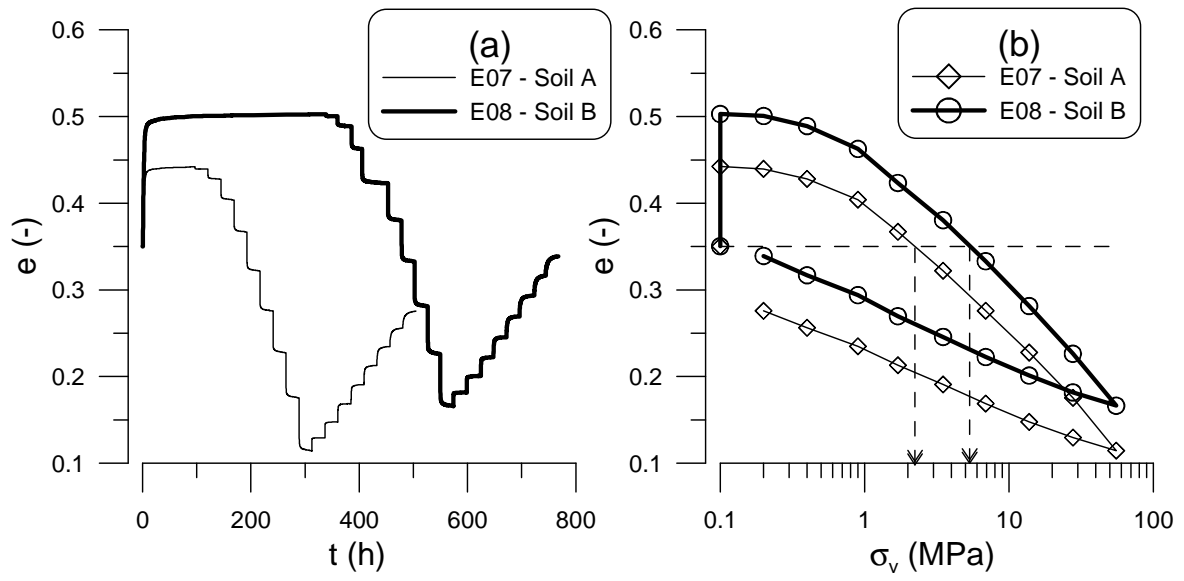 (a)
E07 - Soil A
E08 - Soil B
0.6
0.5
0.4
0.3
0.2
0.1
e (-)
0 200 400 600 800
t (h)
(b)
E07 - Soil A
E08 - Soil B
0.6
0.5
0.4
0.3
0.2
0.1
e (-)
0.1 1 10 100
σv (MPa)